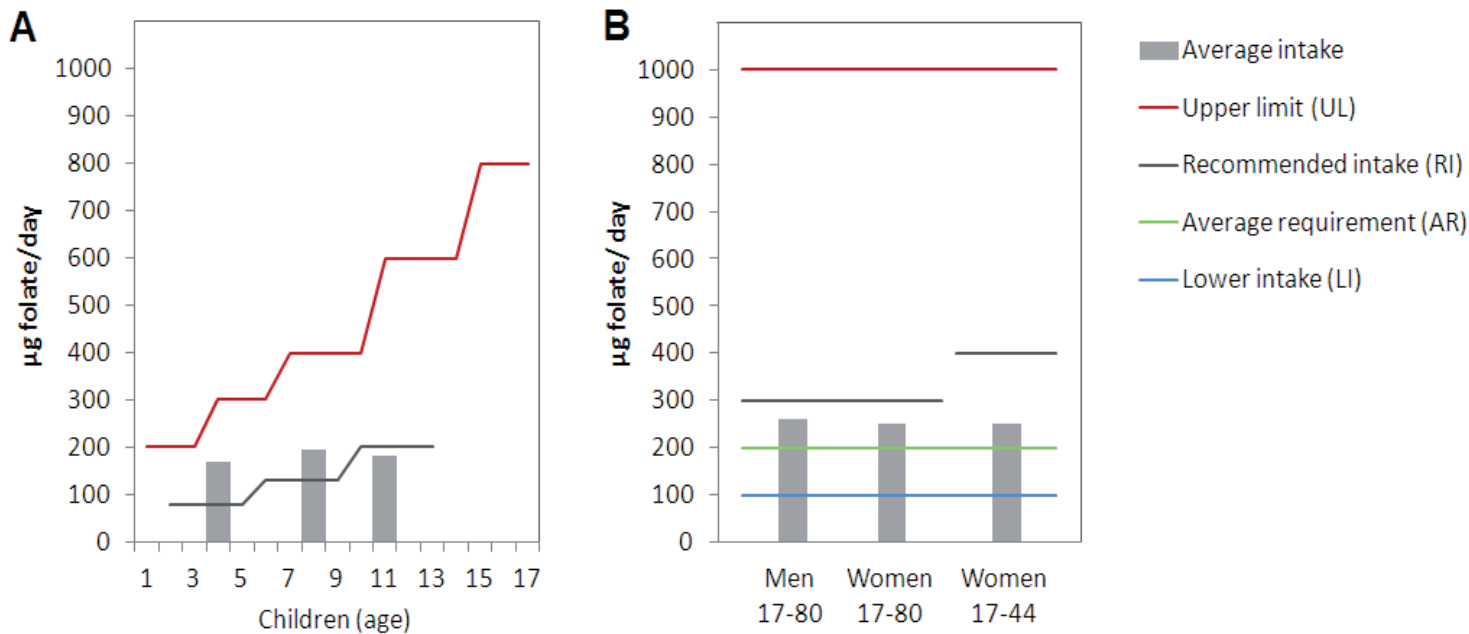 A
µg folate/day
1000
900
800
700
600
500
400
300
200
100
0
1 3 5 7 9 11 13 15 17
Children (age)
B
µg folate/ day
1000
900
800
700
600
500
400
300
200
100
0
Men Women Women
17-80 17-80 17-44
Average intake
Upper limit (UL)
Recommended intake (RI)
Average requirement (AR)
Lower intake (LI)